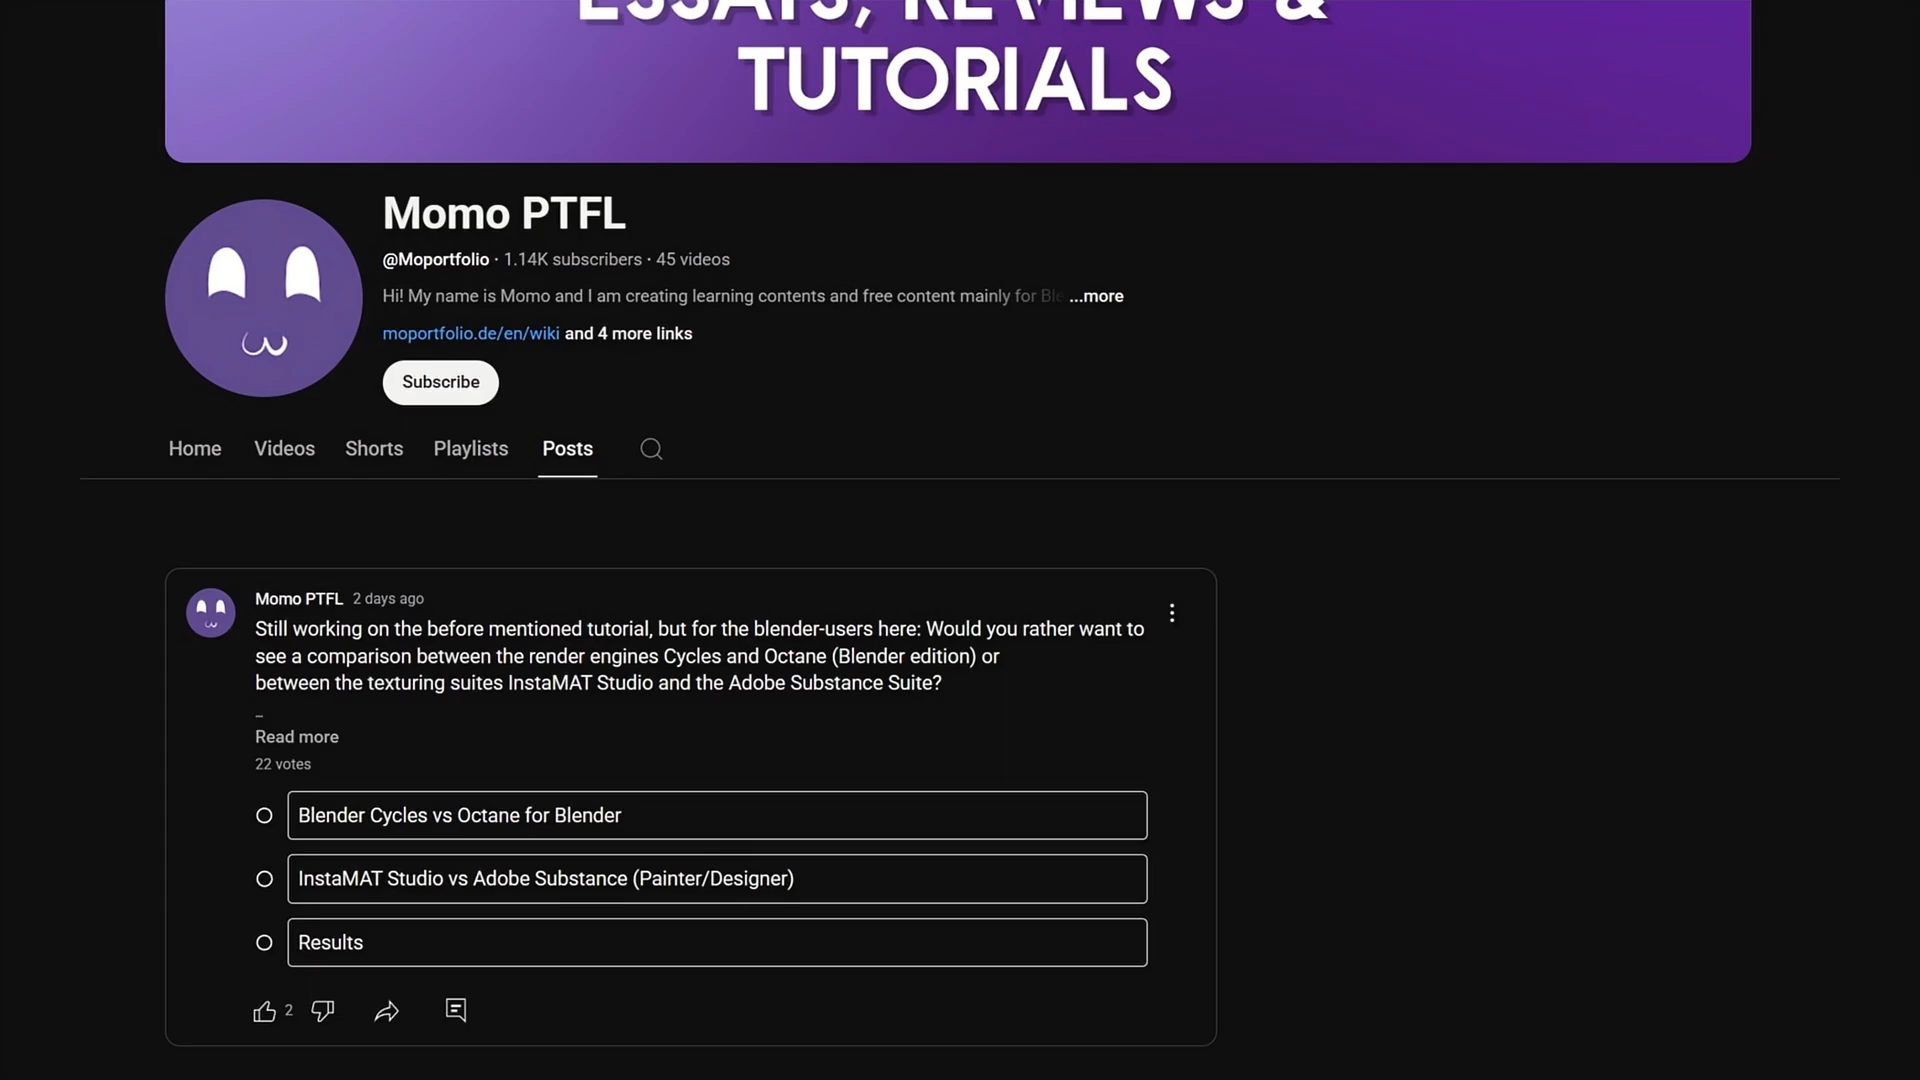 ESSAYS, REVIEWS &
TUTORIALS
Momo PTFL
@Moportfolio · 1.14K subscribers · 45 videos
Hi! My name is Momo and I am creating learning contents and free content mainly for Ble ...more
moportfolio.de/en/wiki and 4 more links
Subscribe
Home Videos Shorts Playlists Posts
Momo PTFL 2 days ago
Still working on the before mentioned tutorial, but for the blender-users here: Would you rather want to
see a comparison between the render engines Cycles and Octane (Blender edition) or
between the texturing suites InstaMAT Studio and the Adobe Substance Suite?
...
Read more
22 votes
Blender Cycles vs Octane for Blender
InstaMAT Studio vs Adobe Substance (Painter/Designer)
Results
2